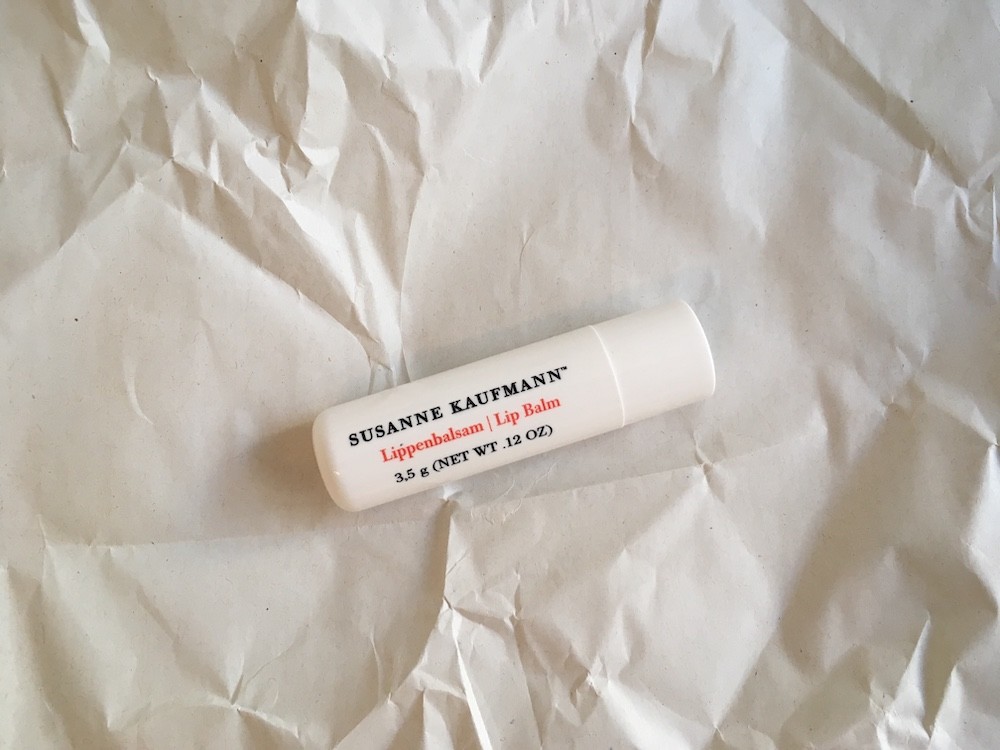 SUSANNE KAUFMANN™
Lippenbalsam | Lip Balm
3,5 g (NET WT .12 OZ)